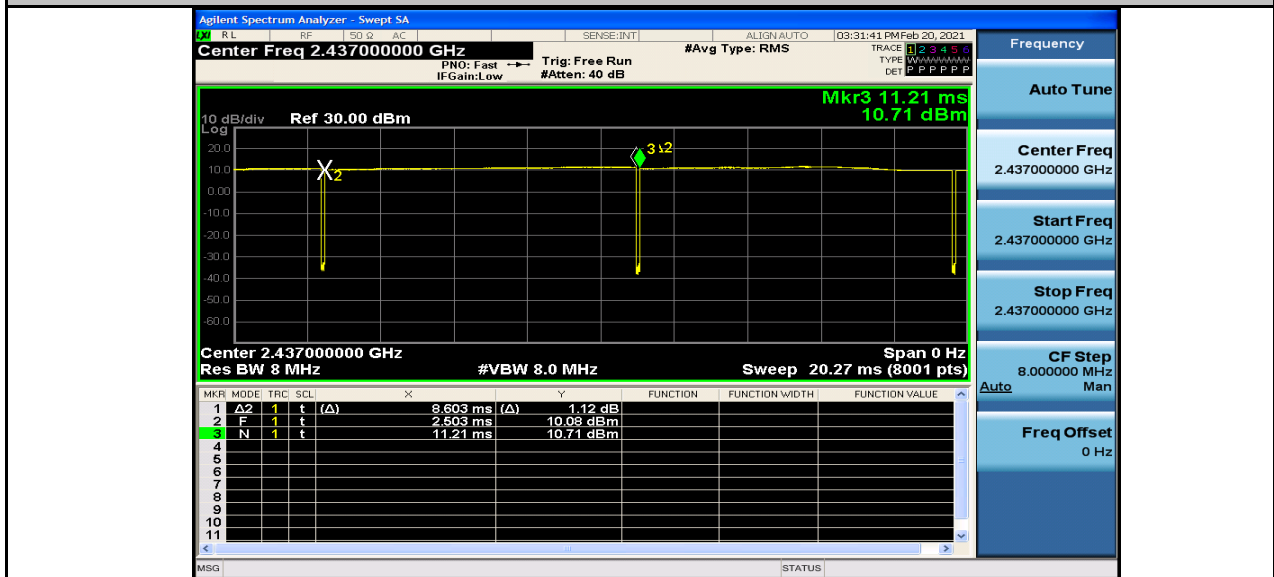 Agilent Spectrum Analyzer - Swept SA
LXI RL RF 50 Ω AC SENSE:INT ALIGN AUTO 03:31:41 PM Feb 20, 2021
Center Freq 2.437000000 GHz
PNO: Fast
IFGain:Low
Trig: Free Run
#Atten: 40 dB
#Avg Type: RMS
TRACE 1 2 3 4 5 6
TYPE W
DET P P P P P P
Mkr3 11.21 ms
10.71 dBm
10 dB/div Ref 30.00 dBm
Log
20.0
10.0
0.00
-10.0
-20.0
-30.0
-40.0
-50.0
-60.0
X2
3 2
Center 2.437000000 GHz Span 0 Hz
Res BW 8 MHz #VBW 8.0 MHz Sweep 20.27 ms (8001 pts)
MKR MODE TRC SCL X Y FUNCTION FUNCTION WIDTH FUNCTION VALUE
1 Δ2 1 t (Δ) 8.603 ms (Δ) 1.12 dB
2 F 1 t 2.503 ms 10.08 dBm
3 N 1 t 11.21 ms 10.71 dBm
4
5
6
7
8
9
10
11
MSG STATUS
Frequency
Auto Tune
Center Freq
2.437000000 GHz
Start Freq
2.437000000 GHz
Stop Freq
2.437000000 GHz
CF Step
8.000000 MHz
Auto Man
Freq Offset
0 Hz